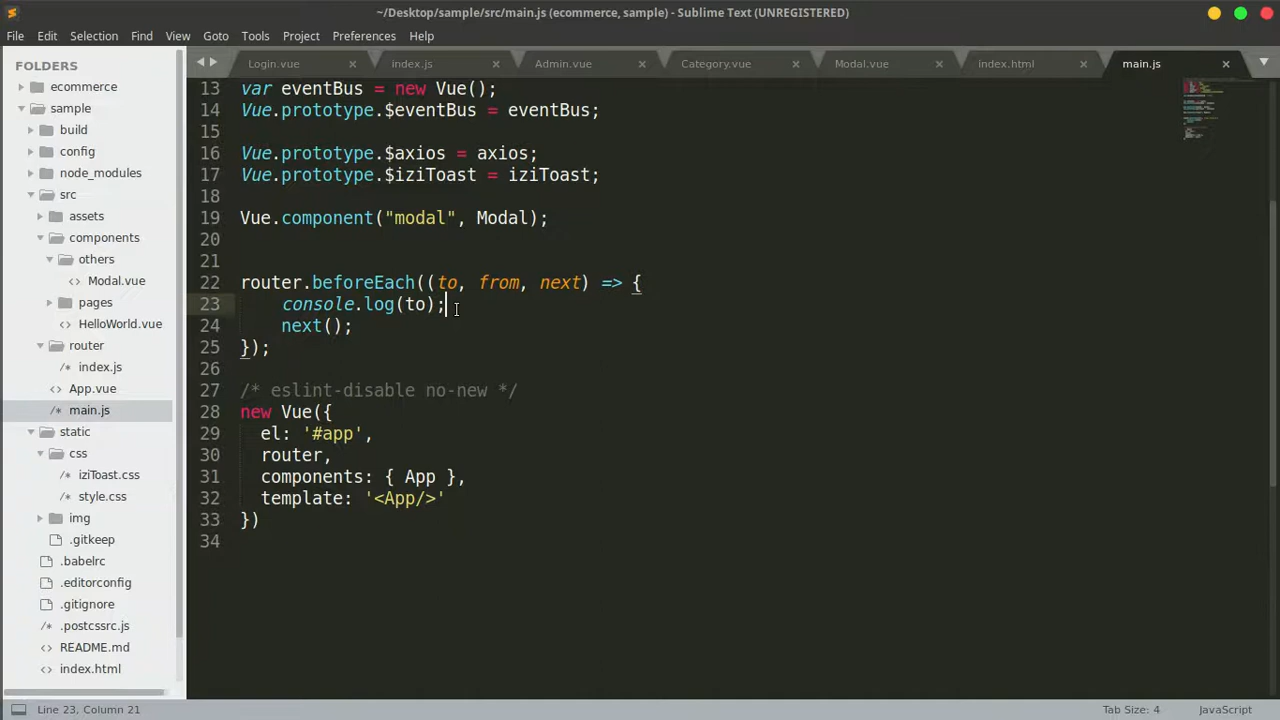 ~/Desktop/sample/src/main.js (ecommerce, sample) - Sublime Text (UNREGISTERED)
File Edit Selection Find View Goto Tools Project Preferences Help
FOLDERS
ecommerce
sample
build
config
node_modules
src
assets
components
others
Modal.vue
pages
HelloWorld.vue
router
index.js
App.vue
main.js
static
css
iziToast.css
style.css
img
.gitkeep
.babelrc
.editorconfig
.gitignore
.postcssrc.js
README.md
index.html
Login.vue index.js Admin.vue Category.vue Modal.vue index.html main.js
13 var eventBus = new Vue();
14 Vue.prototype.$eventBus = eventBus;
15
16 Vue.prototype.$axios = axios;
17 Vue.prototype.$iziToast = iziToast;
18
19 Vue.component("modal", Modal);
20
21
22 router.beforeEach((to, from, next) => {
23 console.log(to);
24 next();
25 });
26
27 /* eslint-disable no-new */
28 new Vue({
29 el: '#app',
30 router,
31 components: { App },
32 template: '<App/>'
33 })
34
Line 23, Column 21 Tab Size: 4 JavaScript